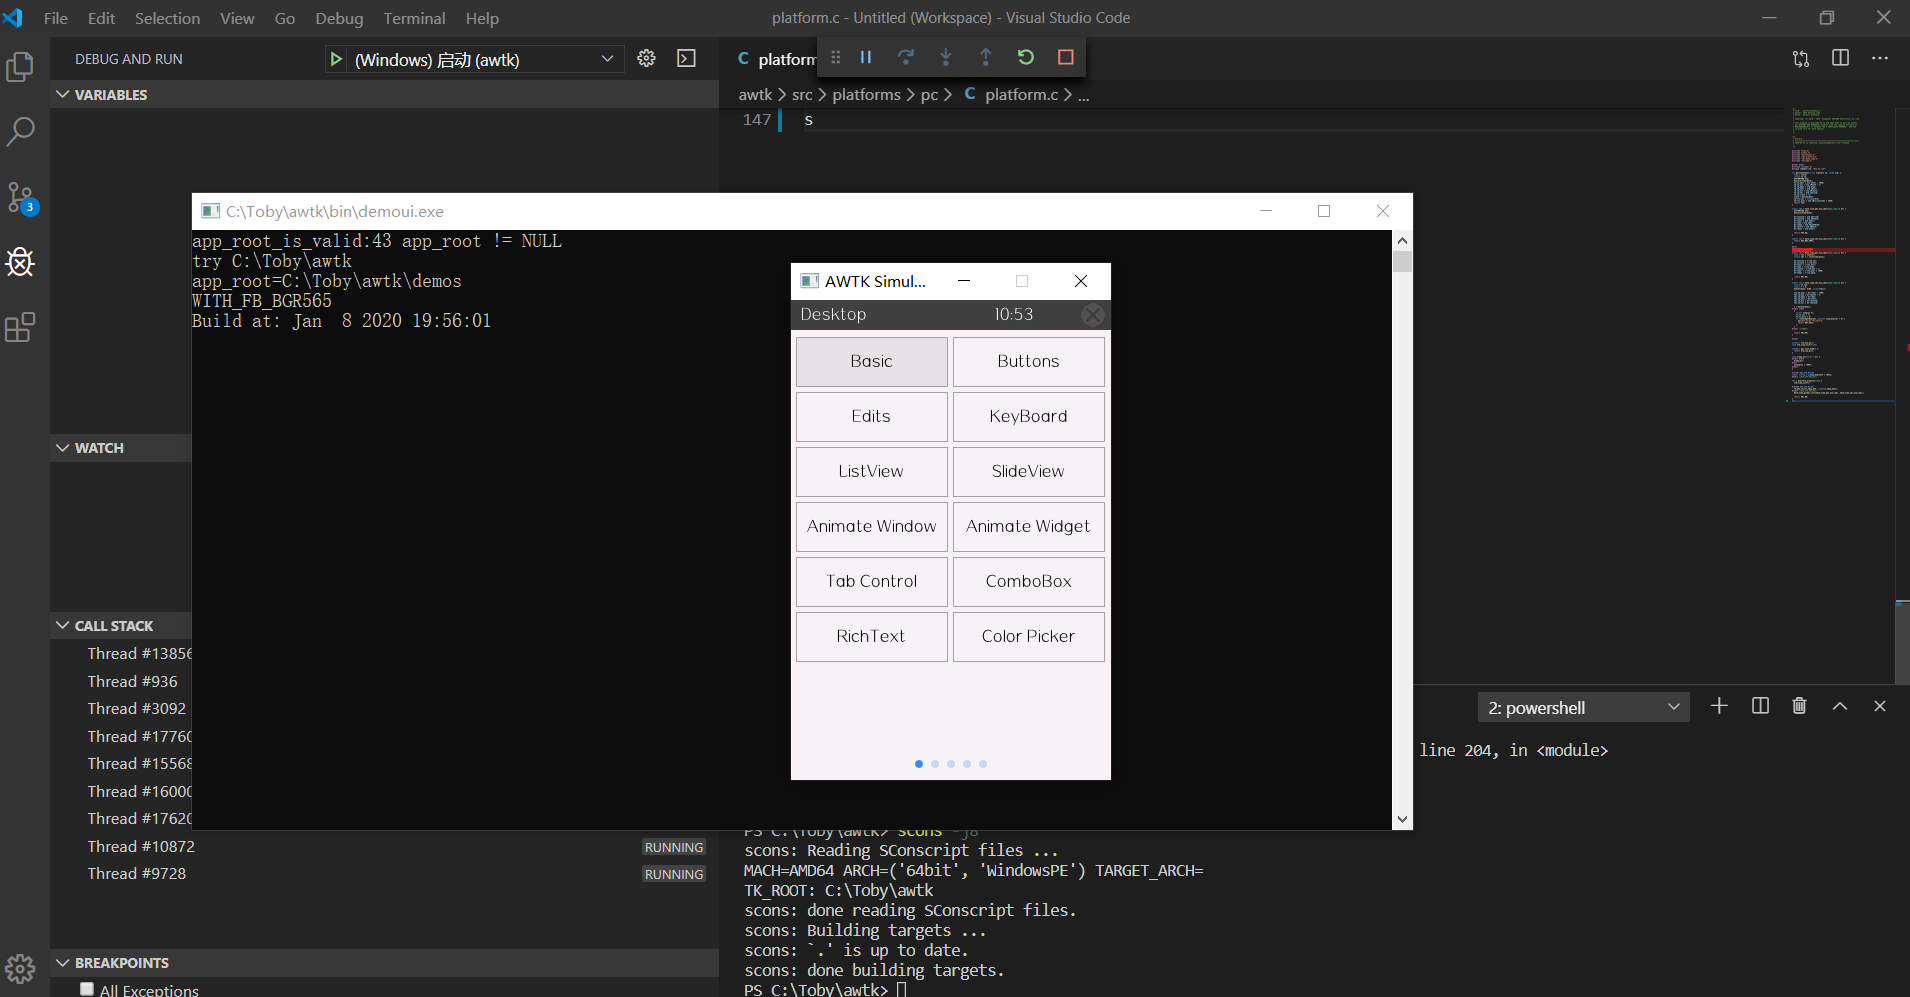 File Edit Selection View Go Debug Terminal Help
platform.c - Untitled (Workspace) - Visual Studio Code
DEBUG AND RUN
(Windows) 启动 (awtk)
C platform
VARIABLES
awtk > src > platforms > pc > C platform.c > ...
147 s
3
C:\Toby\awtk\bin\demoui.exe
app_root_is_valid:43 app_root != NULL
try C:\Toby\awtk
app_root=C:\Toby\awtk\demos
WITH_FB_BGR565
Build at: Jan  8 2020 19:56:01
AWTK Simul...
Desktop 10:53
Basic Buttons
Edits KeyBoard
ListView SlideView
Animate Window Animate Widget
Tab Control ComboBox
RichText Color Picker
WATCH
CALL STACK
Thread #13856
Thread #936
Thread #3092
Thread #17760
Thread #15568
Thread #16000
Thread #17620
Thread #10872 RUNNING
Thread #9728 RUNNING
BREAKPOINTS
All Exceptions
2: powershell
line 204, in <module>
PS C:\Toby\awtk> scons -j8
scons: Reading SConscript files ...
MACH=AMD64 ARCH=('64bit', 'WindowsPE') TARGET_ARCH=
TK_ROOT: C:\Toby\awtk
scons: done reading SConscript files.
scons: Building targets ...
scons: `.' is up to date.
scons: done building targets.
PS C:\Toby\awtk>